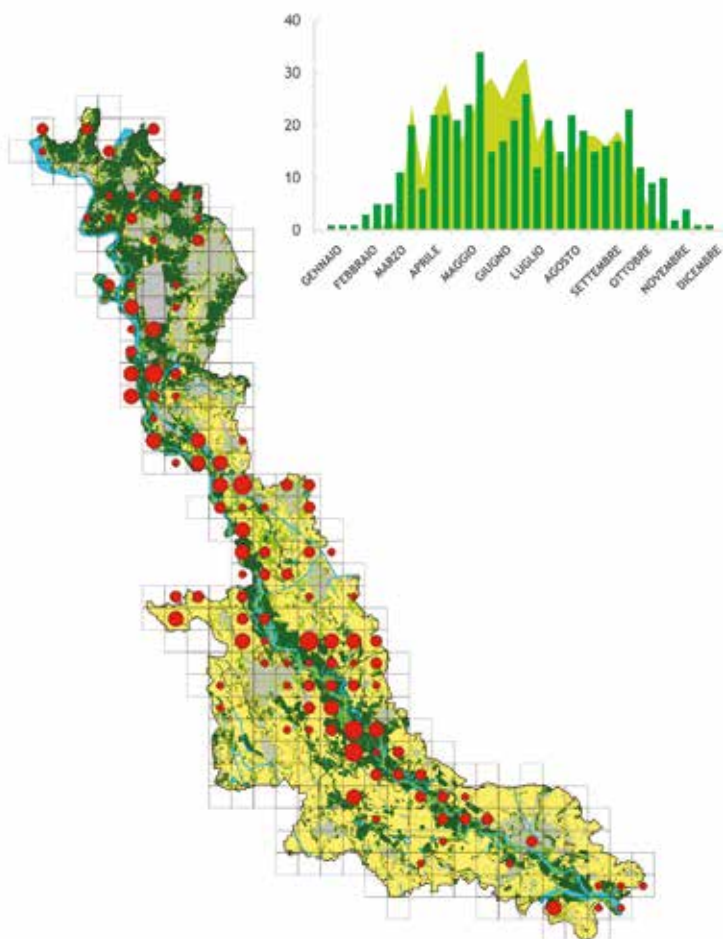 40
30
20
10
0
GENNAIO
FEBBRAIO
MARZO
APRILE
MAGGIO
GIUGNO
LUGLIO
AGOSTO
SETTEMBRE
OTTOBRE
NOVEMBRE
DICEMBRE